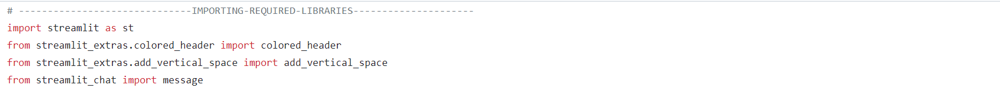 # ------------------------------IMPORTING-REQUIRED-LIBRARIES---------------------
import streamlit as st
from streamlit_extras.colored_header import colored_header
from streamlit_extras.add_vertical_space import add_vertical_space
from streamlit_chat import message